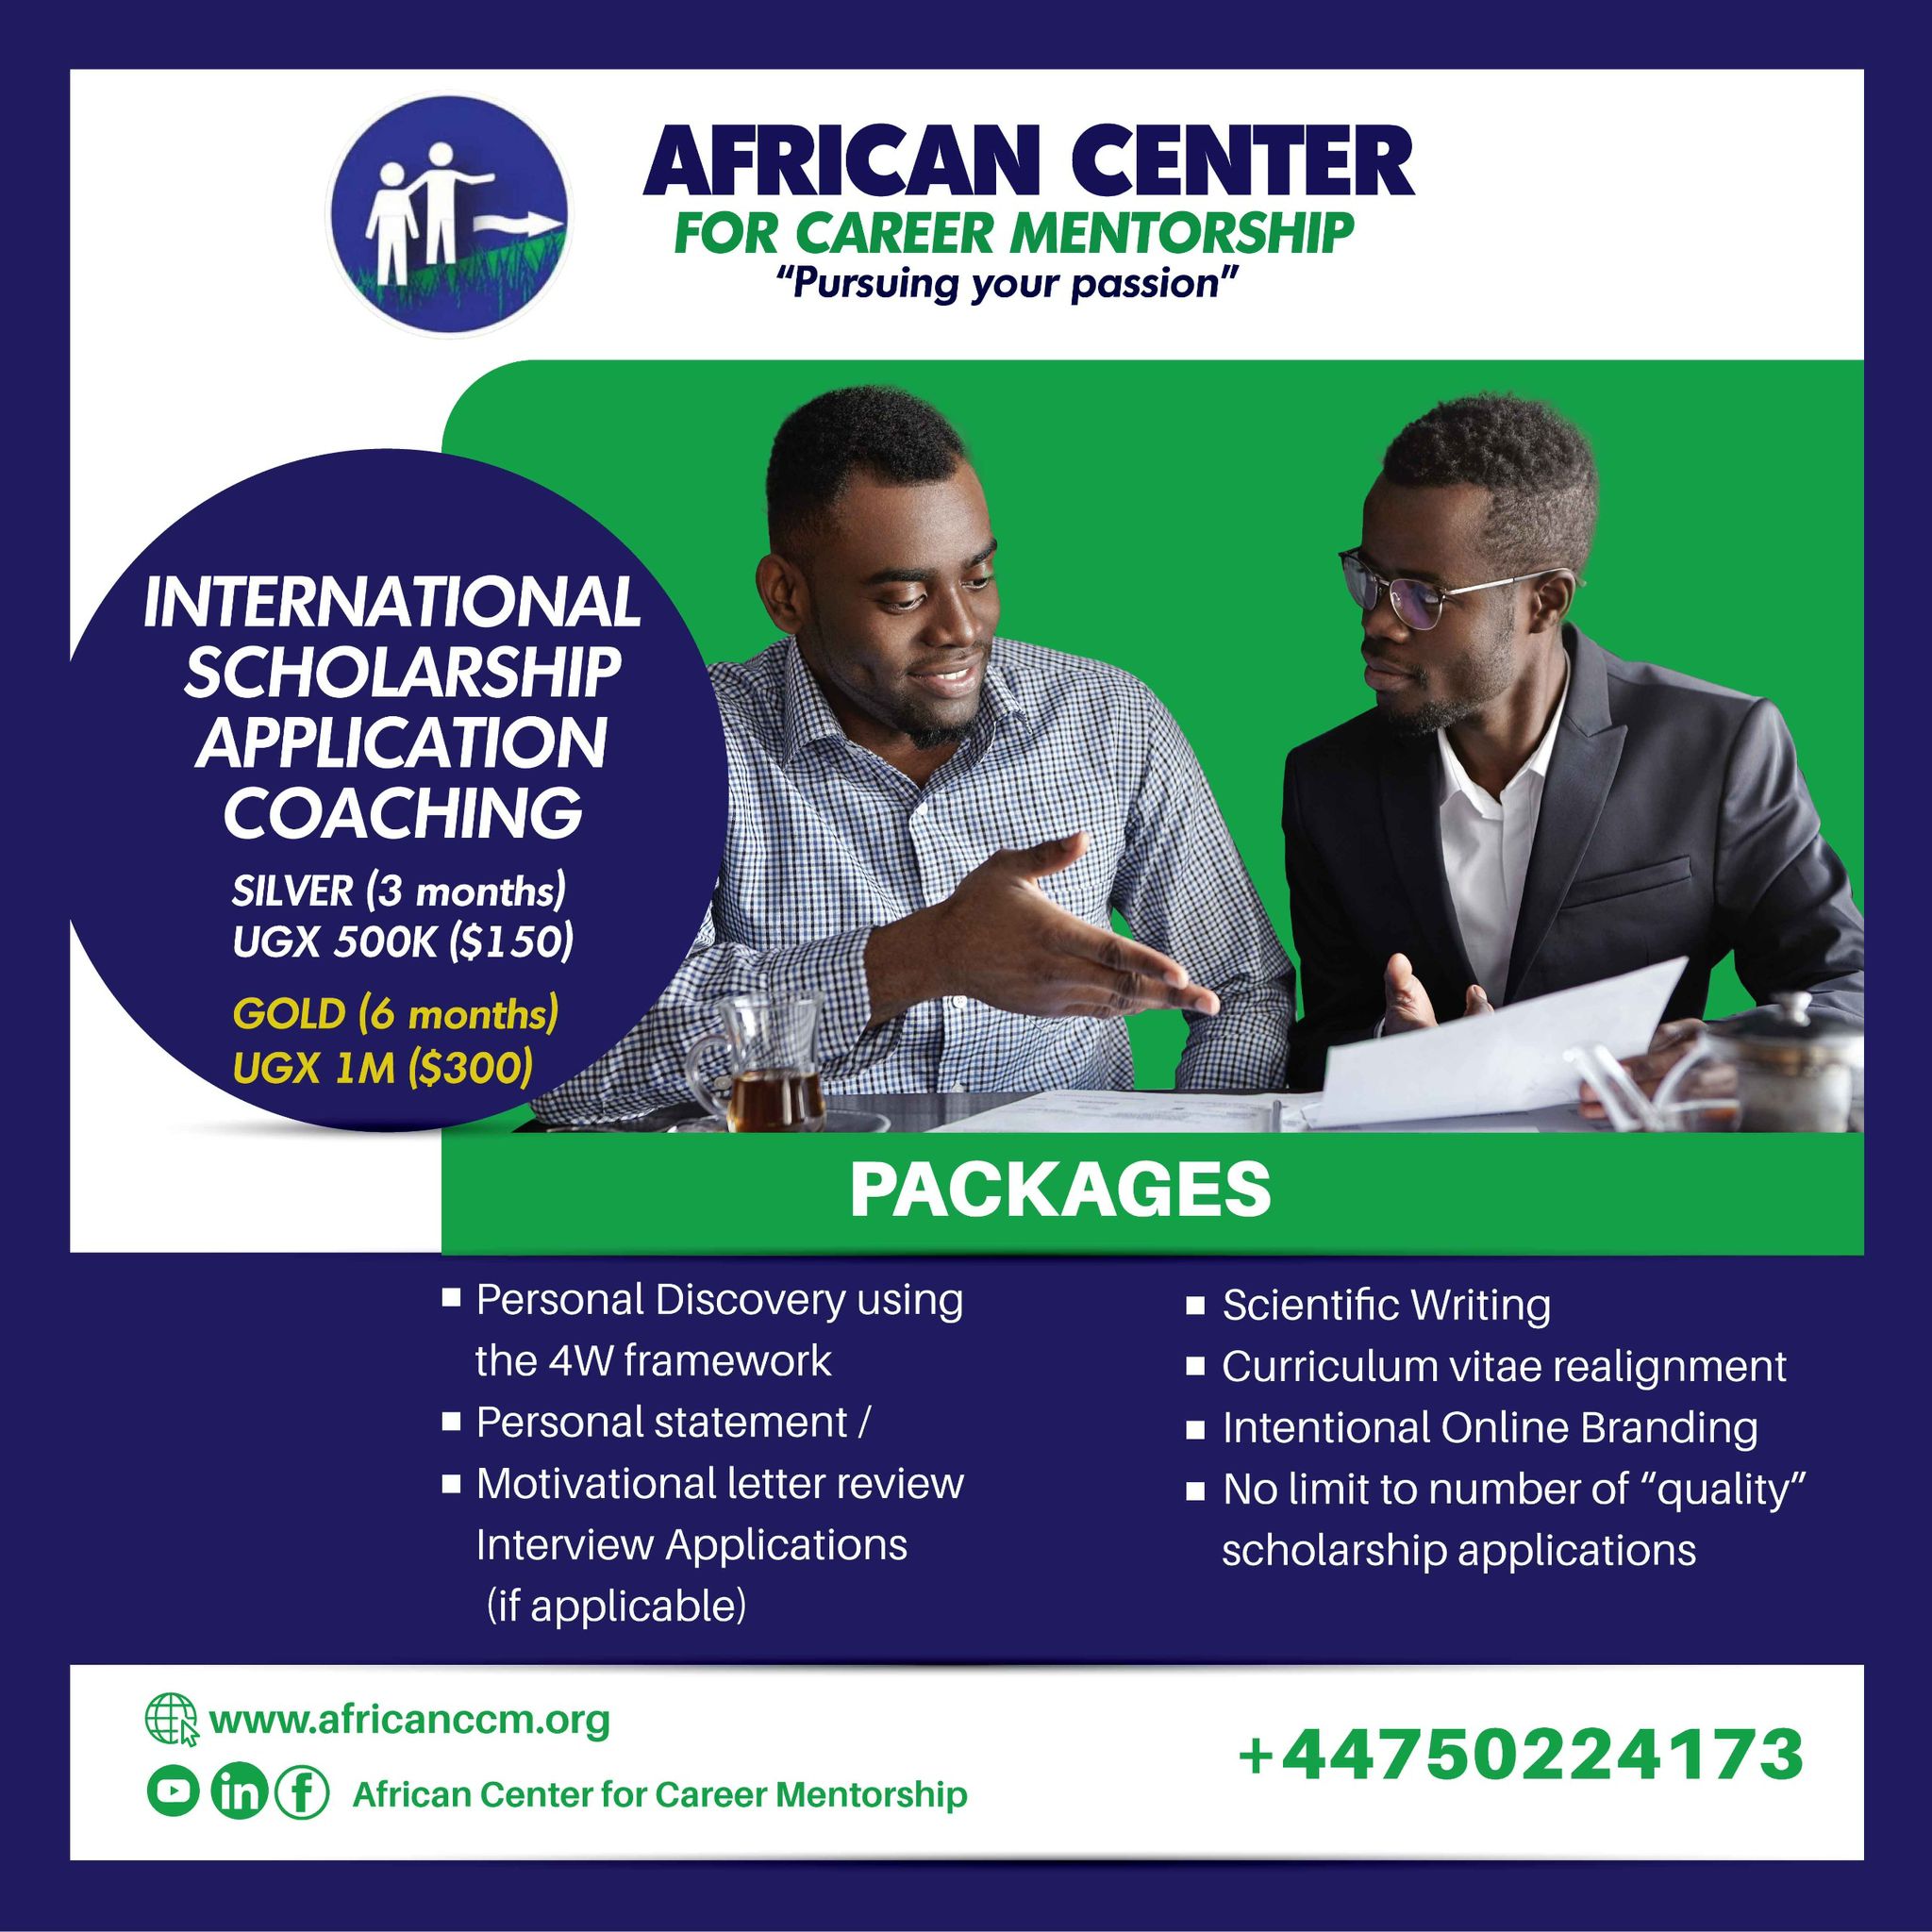 AFRICAN CENTER
FOR CAREER MENTORSHIP
“Pursuing your passion”
INTERNATIONAL
SCHOLARSHIP
APPLICATION
COACHING
SILVER (3 months)
UGX 500K ($150)
GOLD (6 months)
UGX 1M ($300)
PACKAGES
▪ Personal Discovery using
the 4W framework
▪ Personal statement /
▪ Motivational letter review
Interview Applications
(if applicable)
▪ Scientific Writing
▪ Curriculum vitae realignment
▪ Intentional Online Branding
▪ No limit to number of “quality”
scholarship applications
www.africanccm.org
African Center for Career Mentorship
+44750224173